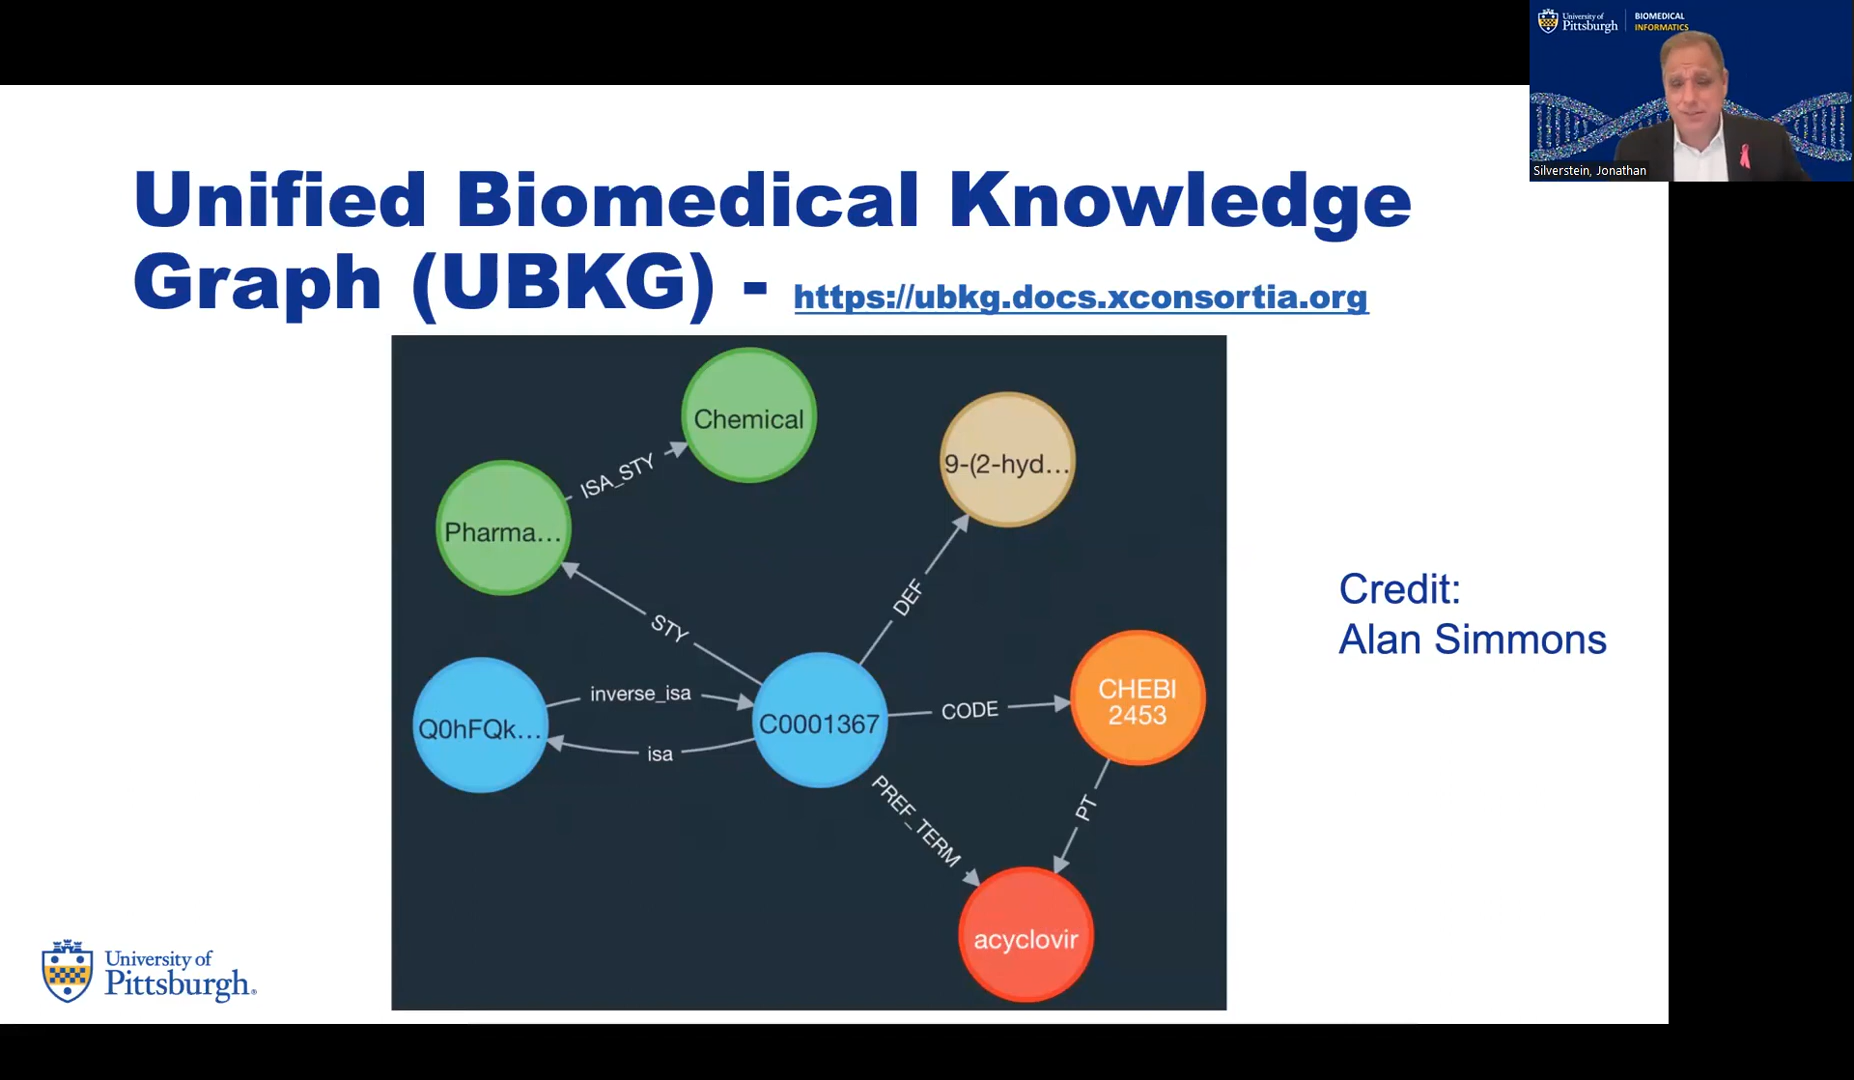 University of
Pittsburgh
BIOMEDICAL
INFORMATICS
Silverstein, Jonathan
Unified Biomedical Knowledge
Graph (UBKG) - https://ubkg.docs.xconsortia.org
Chemical
9-(2-hyd...
ISA_STY
Pharma...
DEF
STY
Credit:
Alan Simmons
inverse_isa
Q0hFQk...
C0001367
CODE
CHEBI
2453
isa
PREF_TERM
PT
acyclovir
University of
Pittsburgh®